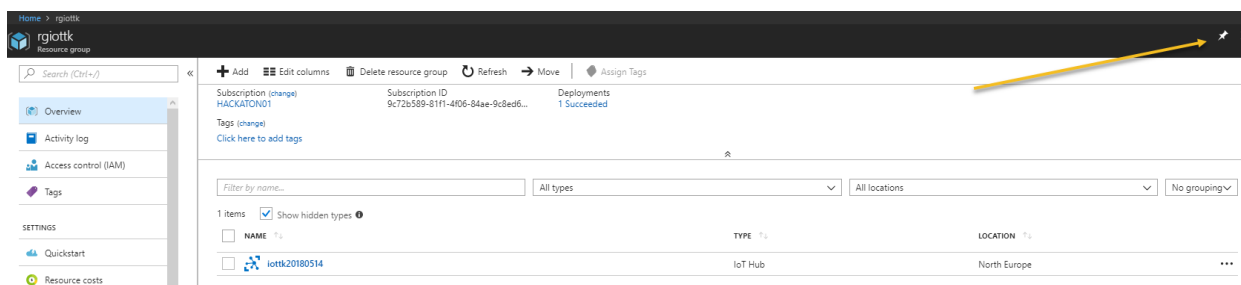 Home > rgiottk
rgiottk
Resource group
Search (Ctrl+/)
Overview
Activity log
Access control (IAM)
Tags
SETTINGS
Quickstart
Resource costs
Add Edit columns Delete resource group Refresh Move Assign Tags
Subscription (change) Subscription ID Deployments
HACKATON01 9c72b589-81f1-4f06-84ae-9c8ed6... 1 Succeeded
Tags (change)
Click here to add tags
Filter by name... All types All locations No grouping
1 items Show hidden types
NAME TYPE LOCATION
iottk20180514 IoT Hub North Europe